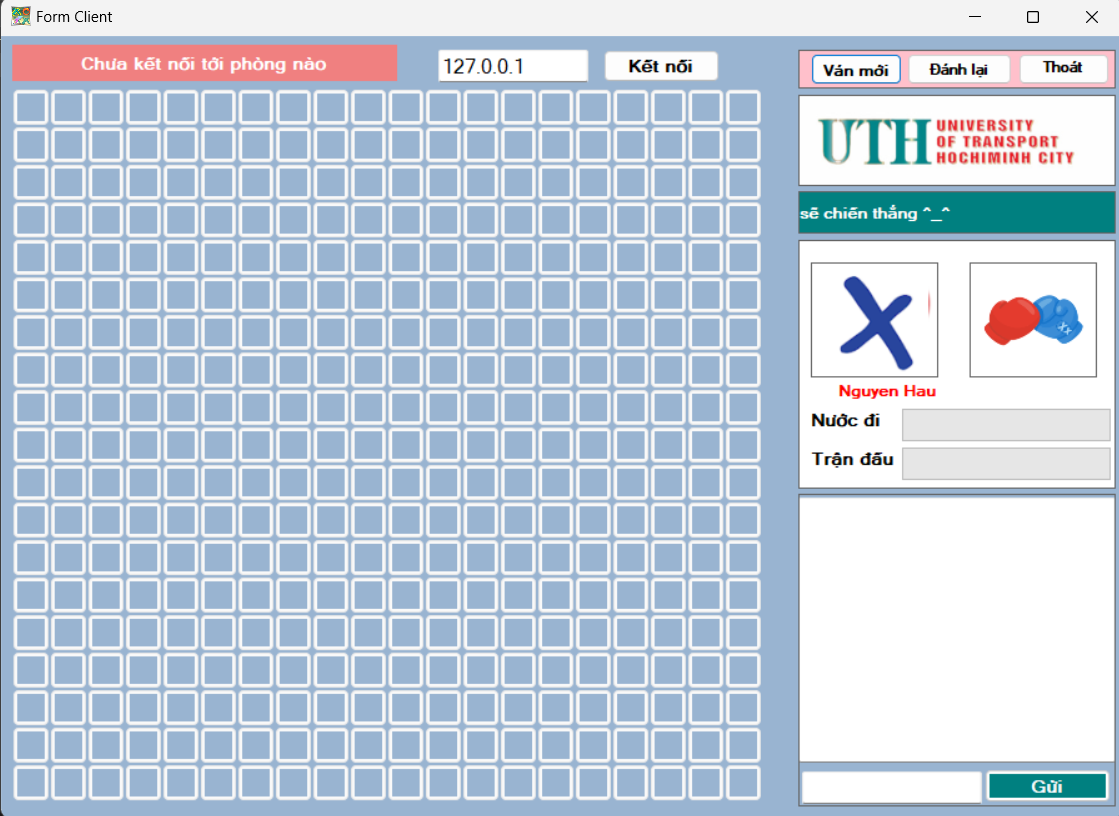 Form Client
Chưa kết nối tới phòng nào
127.0.0.1
Kết nối
Ván mới
Đánh lại
Thoát
UTH
UNIVERSITY
OF TRANSPORT
HOCHIMINH CITY
sẽ chiến thắng ^_^
Xx
Nguyen Hau
Nước đi
Trận đấu
Gửi